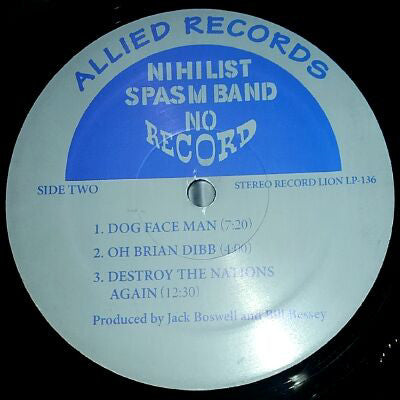 ALLIED RECORDS
NIHILIST
SPASM BAND
NO
RECORD
SIDE TWO
STEREO RECORD LION LP-136
1. DOG FACE MAN (7:20)
2. OH BRIAN DIBB (4:00)
3. DESTROY THE NATIONS
AGAIN (12:30)
Produced by Jack Boswell and Bill Bessey